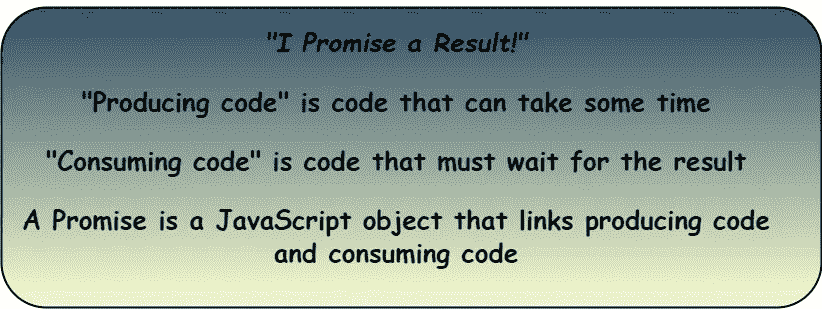 "I Promise a Result!"
"Producing code" is code that can take some time
"Consuming code" is code that must wait for the result
A Promise is a JavaScript object that links producing code
and consuming code